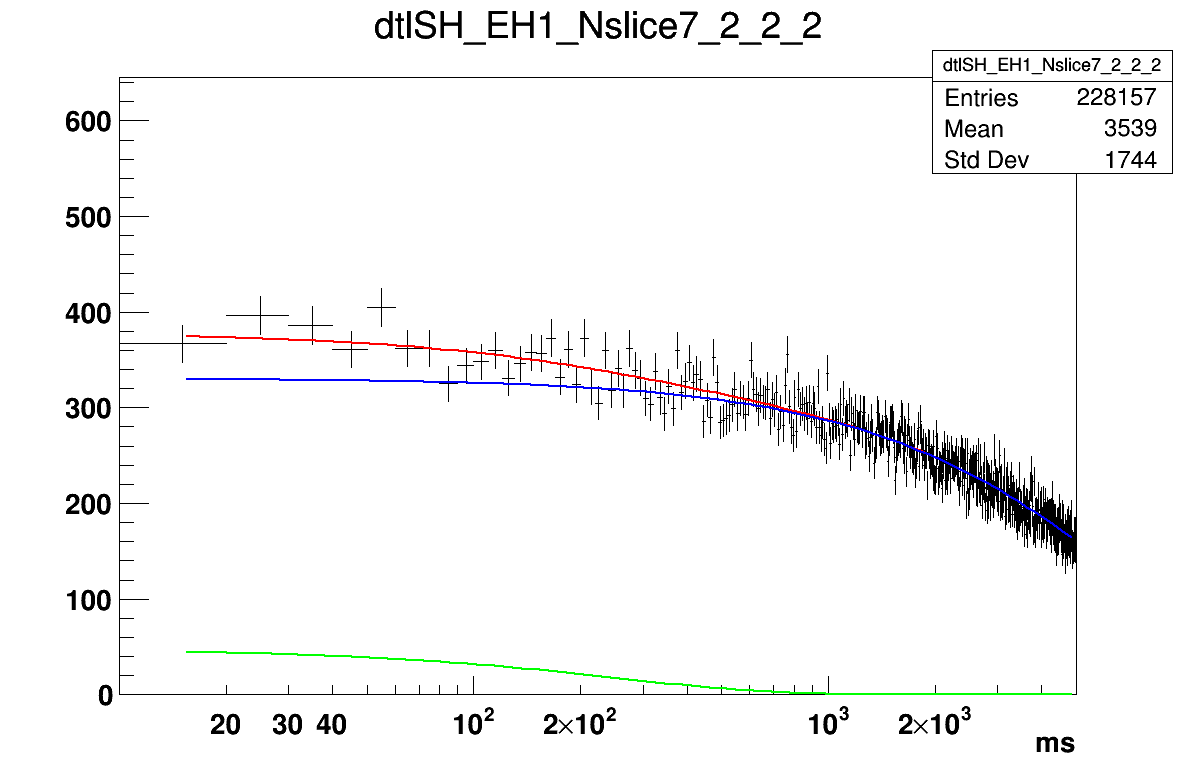 dtlSH_EH1_Nslice7_2_2_2
dtlSH_EH1_Nslice7_2_2_2
Entries 228157
Mean 3539
Std Dev 1744
600
500
400
300
200
100
0
20 30 40 10² 2×10² 10³ 2×10³
ms